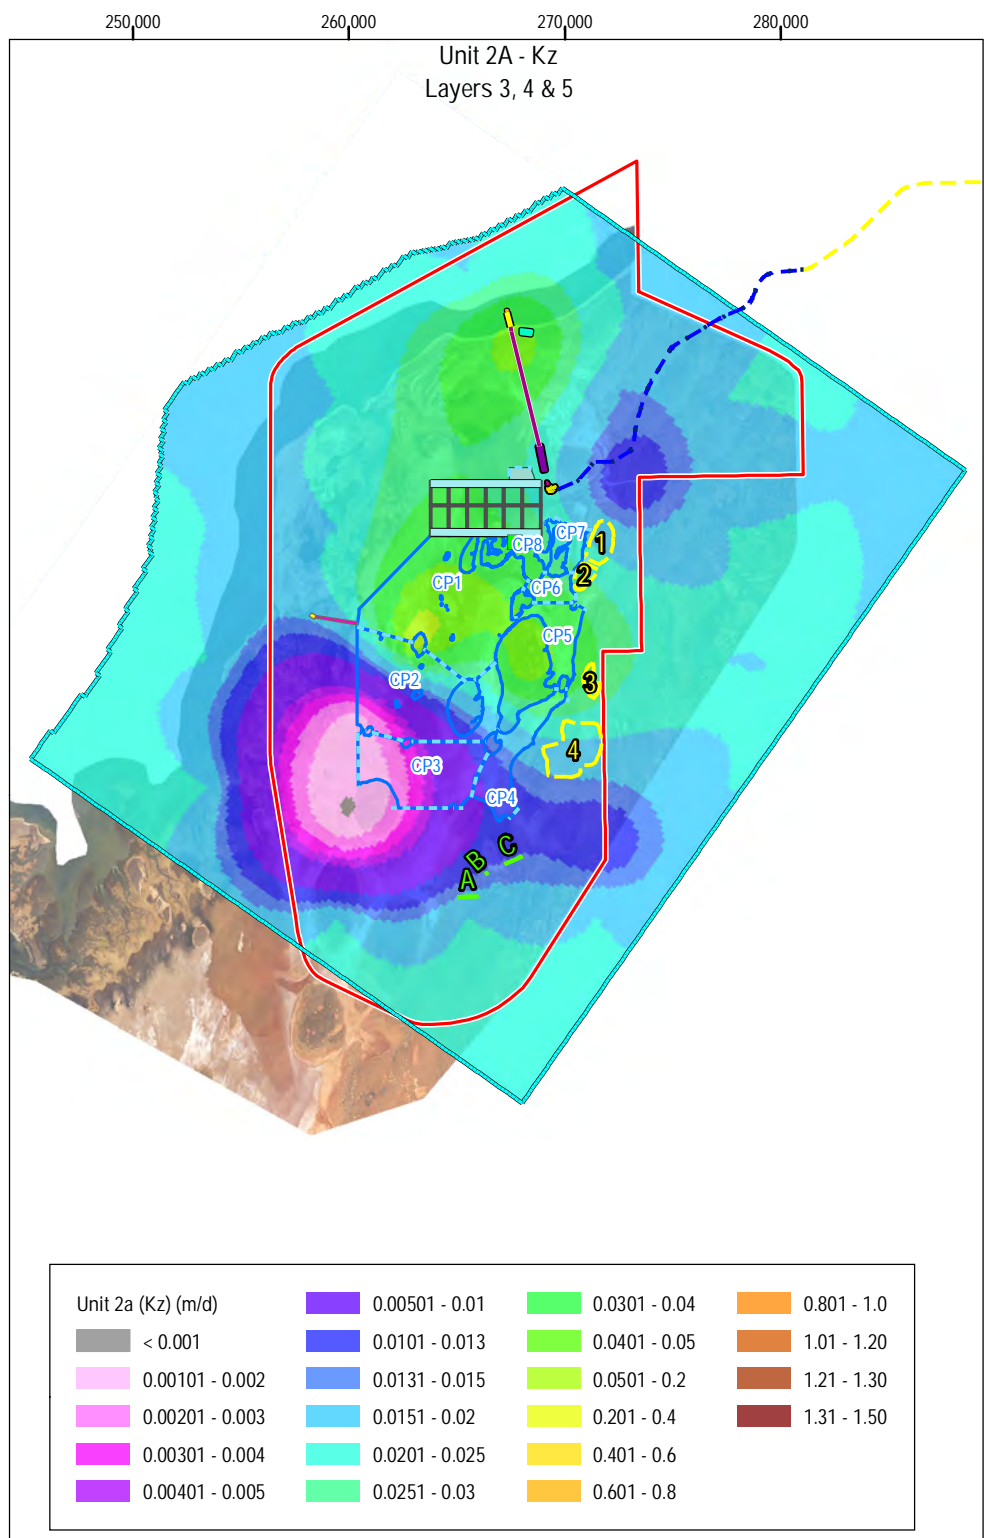 250,000 260,000 270,000 280,000
Unit 2A - Kz
Layers 3, 4 & 5
CP8 CP7 1
CP1 2
CP6
CP5
CP2 3
4
CP3
CP4
A B C
Unit 2a (Kz) (m/d)
< 0.001
0.00101 - 0.002
0.00201 - 0.003
0.00301 - 0.004
0.00401 - 0.005
0.00501 - 0.01
0.0101 - 0.013
0.0131 - 0.015
0.0151 - 0.02
0.0201 - 0.025
0.0251 - 0.03
0.0301 - 0.04
0.0401 - 0.05
0.0501 - 0.2
0.201 - 0.4
0.401 - 0.6
0.601 - 0.8
0.801 - 1.0
1.01 - 1.20
1.21 - 1.30
1.31 - 1.50